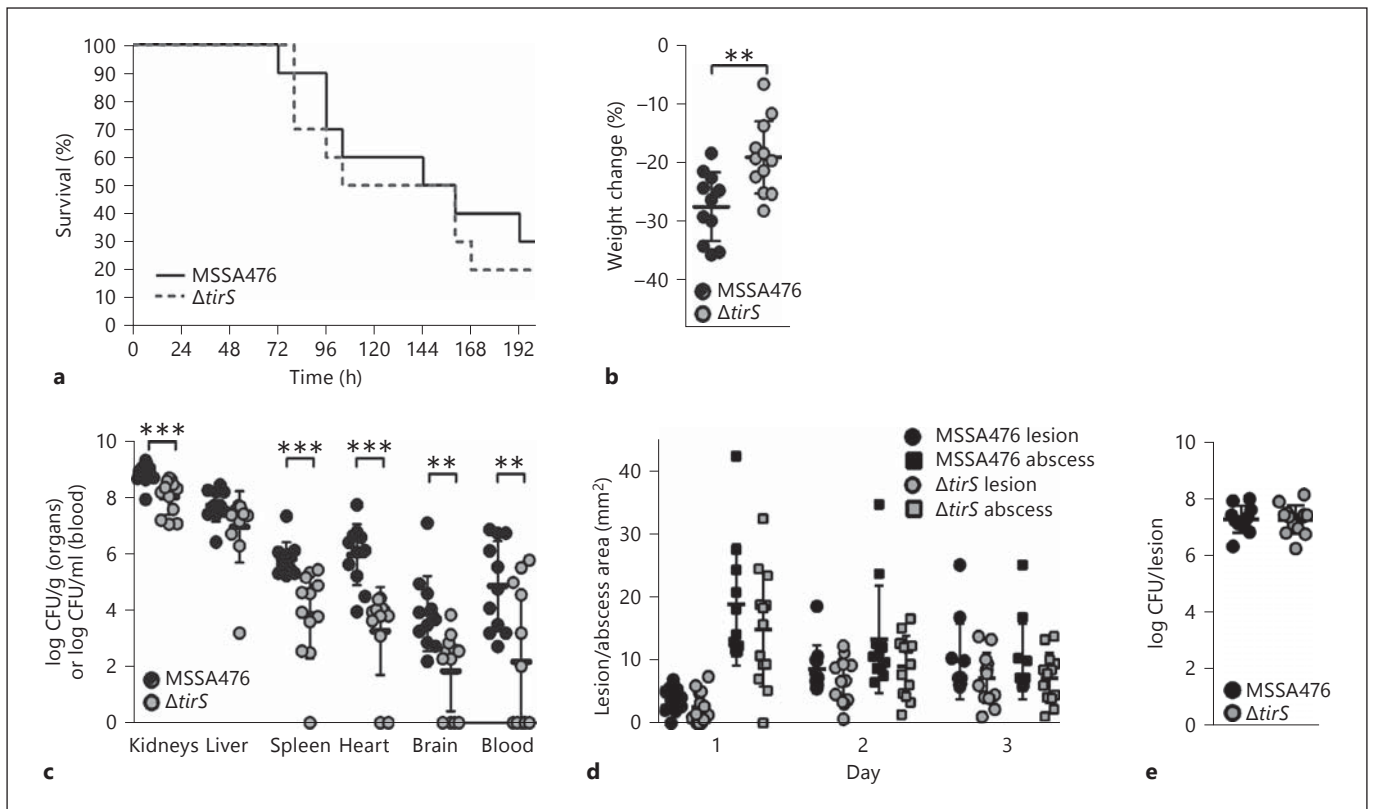 100
90
80
70
60
50
40
30
20
10
0
Survival (%)
MSSA476
ΔtirS
0 24 48 72 96 120 144 168 192
Time (h)
a
0
–10
–20
–30
–40
Weight change (%)
**
MSSA476
ΔtirS
b
10
8
6
4
2
0
log CFU/g (organs)
or log CFU/ml (blood)
*** *** *** ** **
MSSA476
ΔtirS
Kidneys Liver Spleen Heart Brain Blood
c
MSSA476 lesion
MSSA476 abscess
ΔtirS lesion
ΔtirS abscess
40
30
20
10
0
Lesion/abscess area (mm²)
1 2 3
Day
d
10
8
6
4
2
0
log CFU/lesion
MSSA476
ΔtirS
e